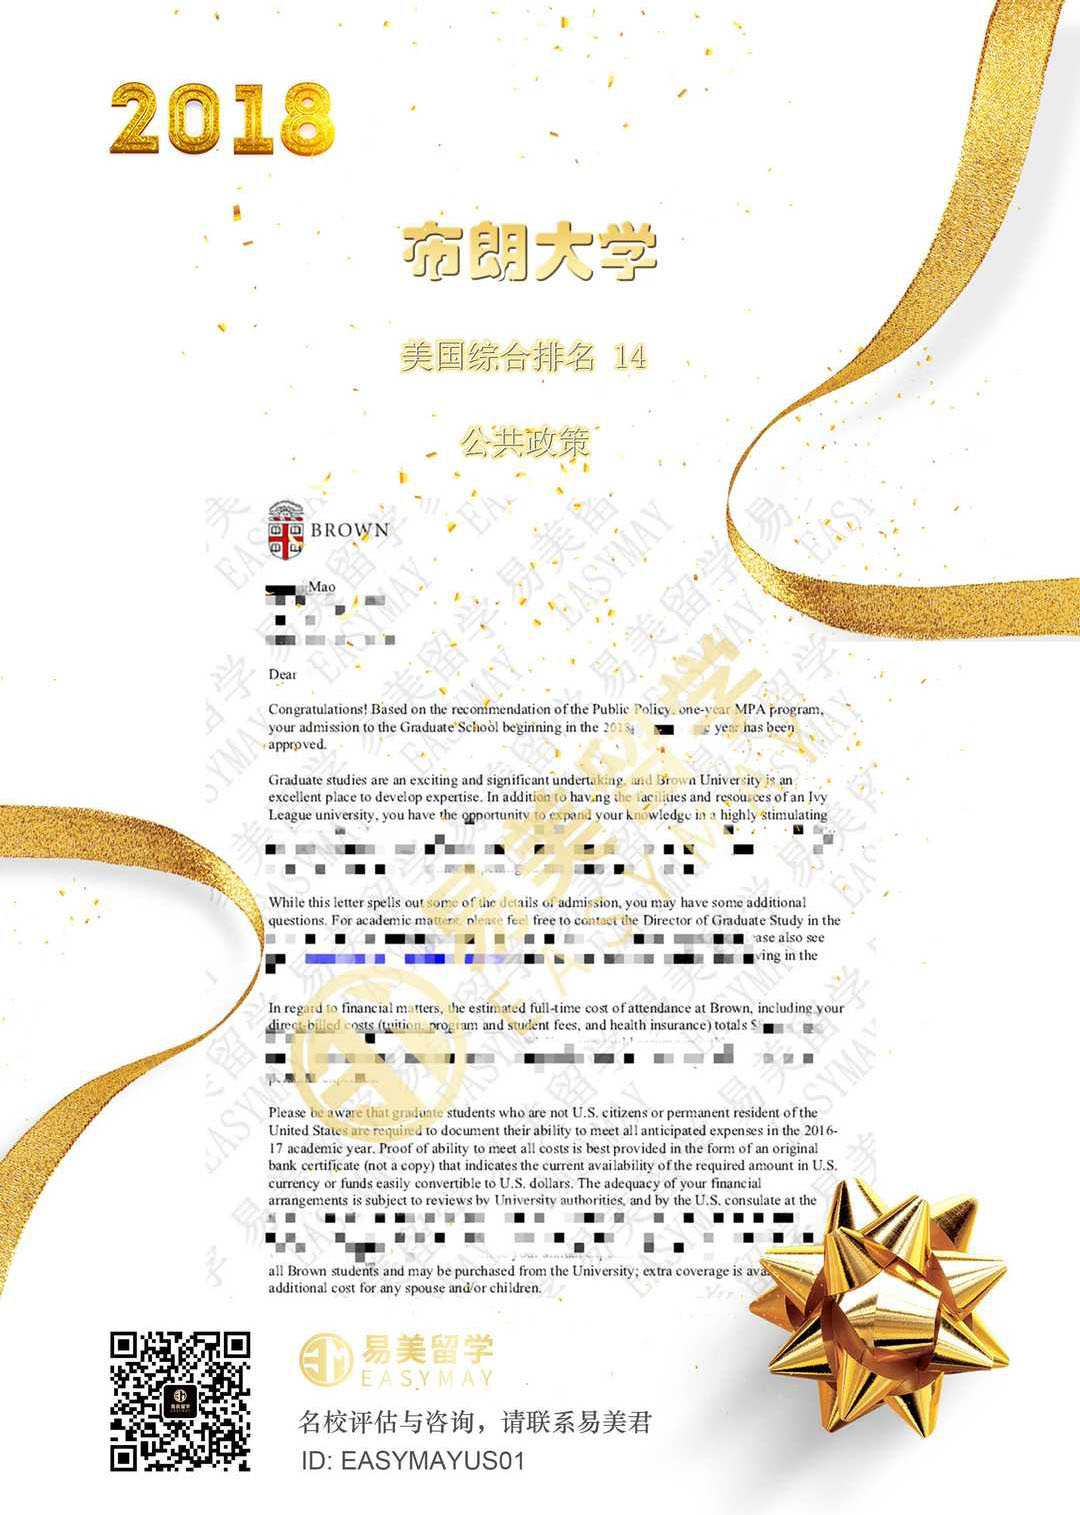 2018
布朗大学
美国综合排名 14
公共政策
BROWN
Mao
Dear
Congratulations! Based on the recommendation of the Public Policy, one-year MPA program,
your admission to the Graduate School beginning in the 2018 year has been
approved.
Graduate studies are an exciting and significant undertaking, and Brown University is an
excellent place to develop expertise. In addition to having the facilities and resources of an Ivy
League university, you have the opportunity to expand your knowledge in a highly stimulating
While this letter spells out some of the details of admission, you may have some additional
questions. For academic matters, please feel free to contact the Director of Graduate Study in the
ease also see
ving in the
In regard to financial matters, the estimated full-time cost of attendance at Brown, including your
direct-billed costs (tuition, program and student fees, and health insurance) totals $
Please be aware that graduate students who are not U.S. citizens or permanent resident of the
United States are required to document their ability to meet all anticipated expenses in the 2016-
17 academic year. Proof of ability to meet all costs is best provided in the form of an original
bank certificate (not a copy) that indicates the current availability of the required amount in U.S.
currency or funds easily convertible to U.S. dollars. The adequacy of your financial
arrangements is subject to reviews by University authorities, and by the U.S. consulate at the
all Brown students and may be purchased from the University; extra coverage is ava
additional cost for any spouse and/or children.
易美留学
EASYMAY
易美留学
EASYMAY
名校评估与咨询，请联系易美君
ID: EASYMAYUS01